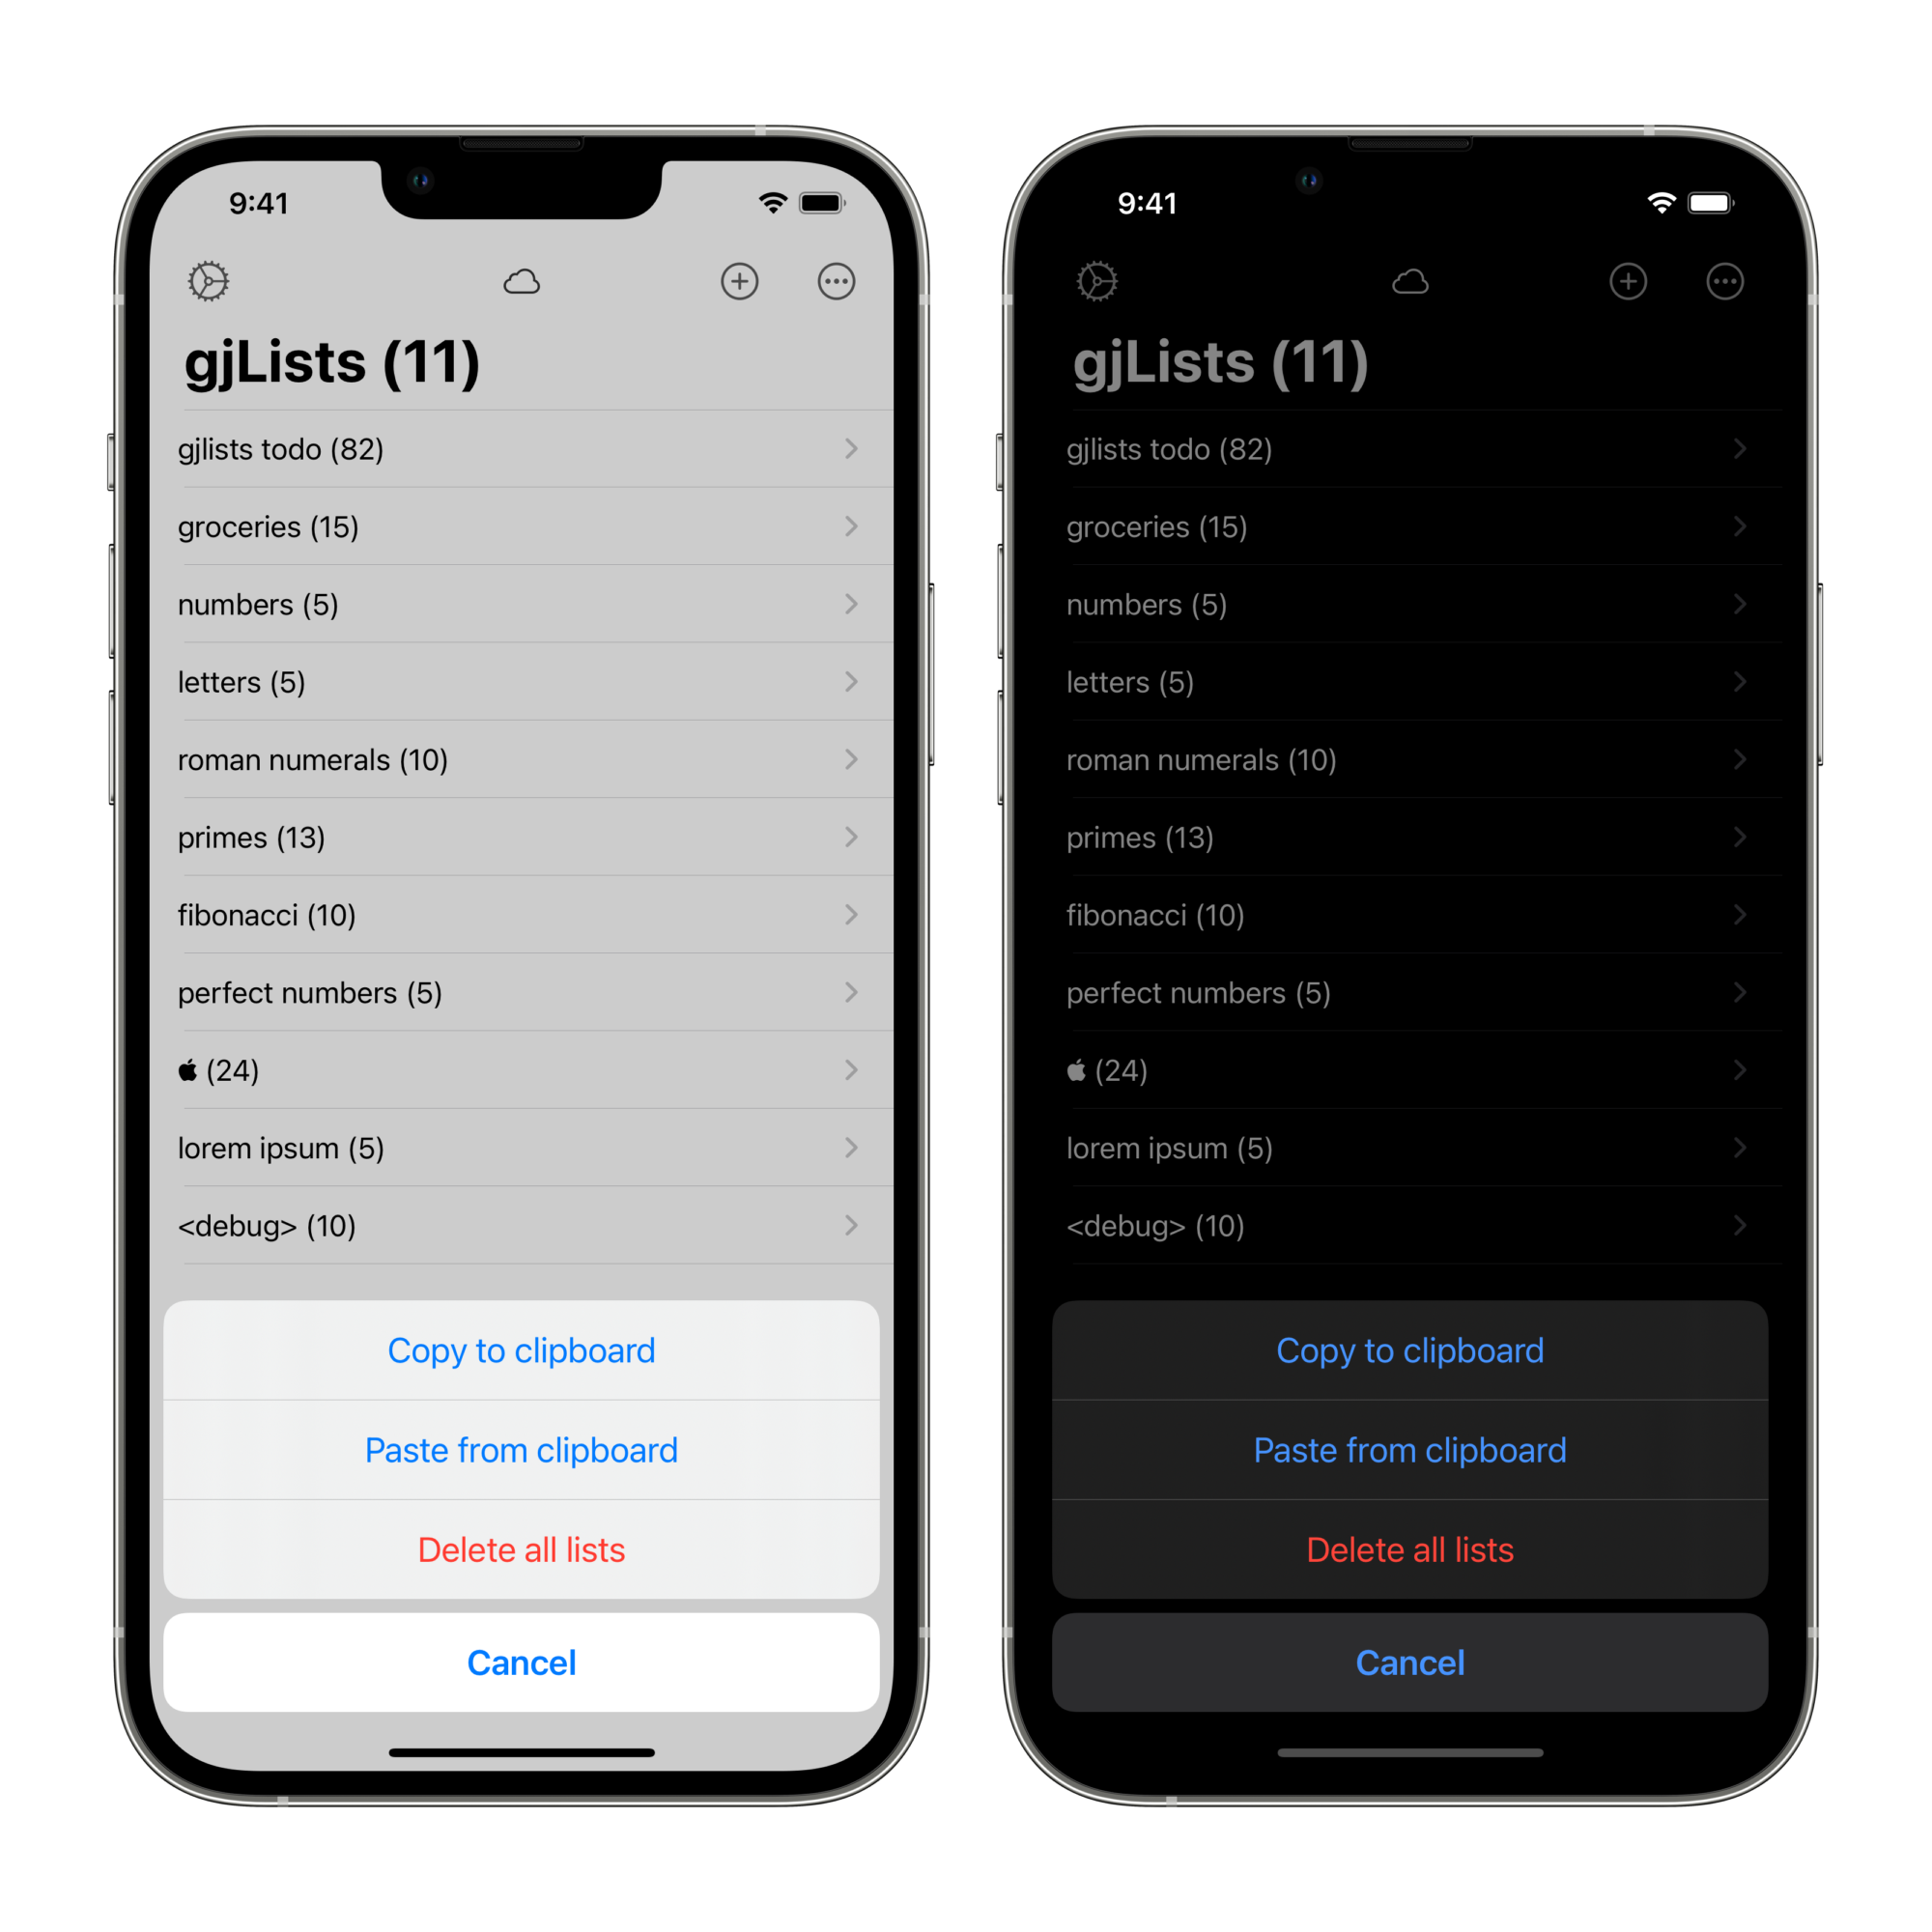 9:41
gjLists (11)
gjlists todo (82)
groceries (15)
numbers (5)
letters (5)
roman numerals (10)
primes (13)
fibonacci (10)
perfect numbers (5)
 (24)
lorem ipsum (5)
<debug> (10)
Copy to clipboard
Paste from clipboard
Delete all lists
Cancel
9:41
gjLists (11)
gjlists todo (82)
groceries (15)
numbers (5)
letters (5)
roman numerals (10)
primes (13)
fibonacci (10)
perfect numbers (5)
 (24)
lorem ipsum (5)
<debug> (10)
Copy to clipboard
Paste from clipboard
Delete all lists
Cancel